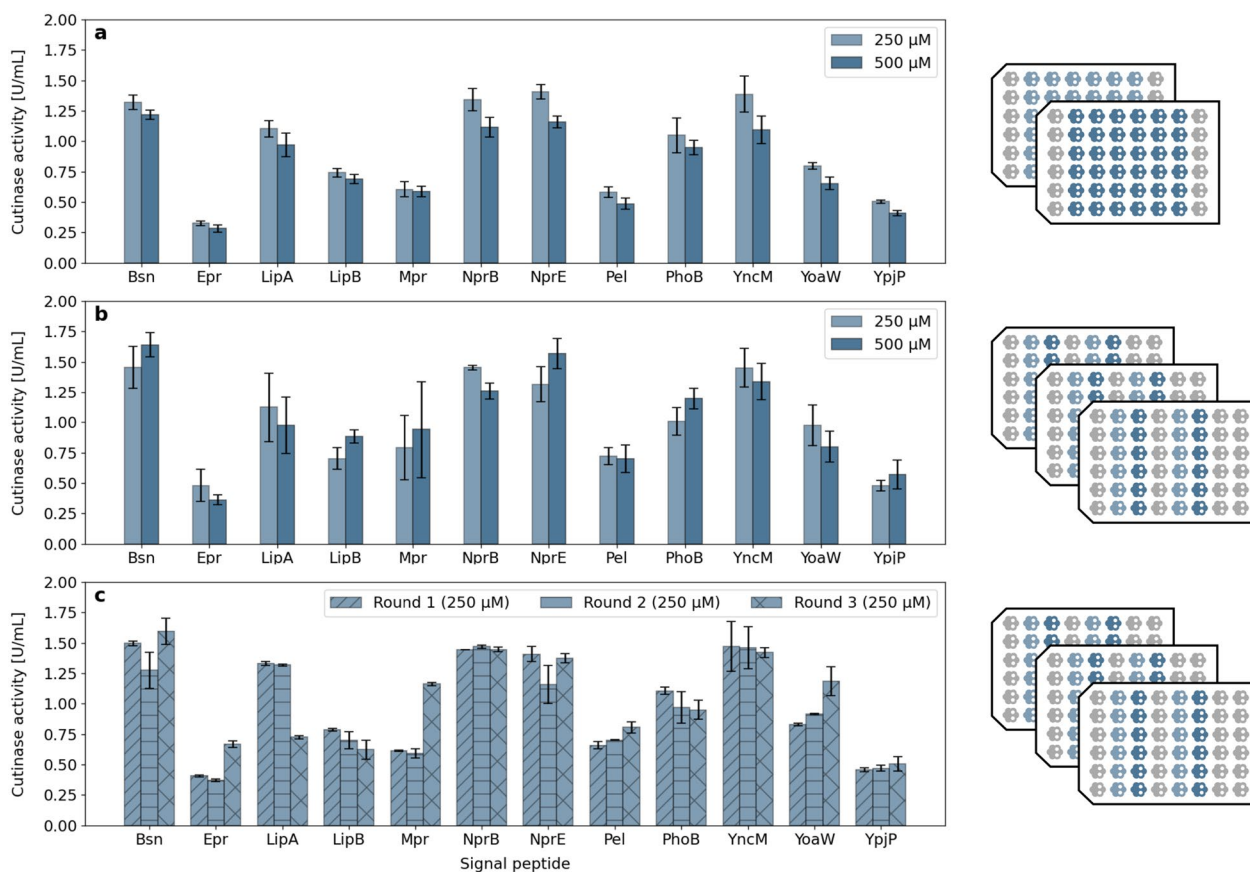 a
Cutinase activity [U/mL]
2.00
1.75
1.50
1.25
1.00
0.75
0.50
0.25
0.00
250 µM
500 µM
Bsn Epr LipA LipB Mpr NprB NprE Pel PhoB YncM YoaW YpjP
b
Cutinase activity [U/mL]
2.00
1.75
1.50
1.25
1.00
0.75
0.50
0.25
0.00
250 µM
500 µM
Bsn Epr LipA LipB Mpr NprB NprE Pel PhoB YncM YoaW YpjP
c
Cutinase activity [U/mL]
2.00
1.75
1.50
1.25
1.00
0.75
0.50
0.25
0.00
Round 1 (250 µM) Round 2 (250 µM) Round 3 (250 µM)
Bsn Epr LipA LipB Mpr NprB NprE Pel PhoB YncM YoaW YpjP
Signal peptide